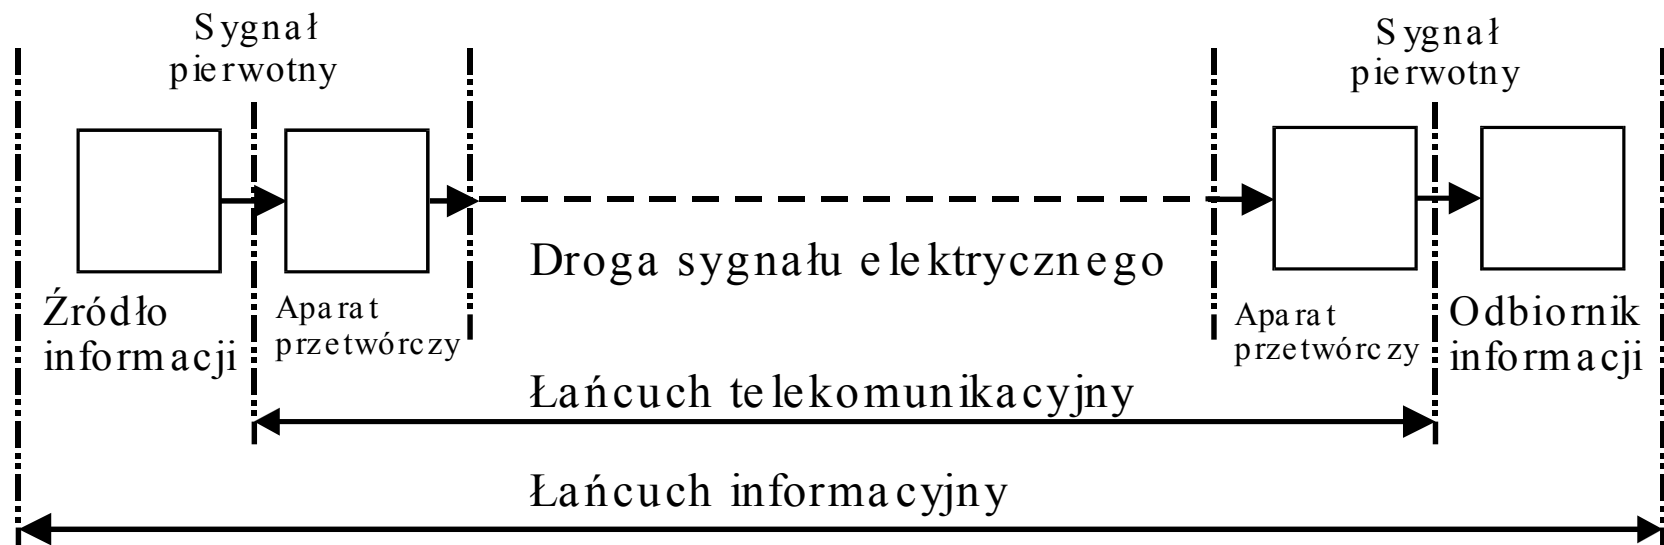 Sygnał
pierwotny
Sygnał
pierwotny
Droga sygnału elektrycznego
Źródło
informacji
Aparat
przetwórczy
Aparat
przetwórczy
Odbiornik
informacji
Łańcuch telekomunikacyjny
Łańcuch informacyjny